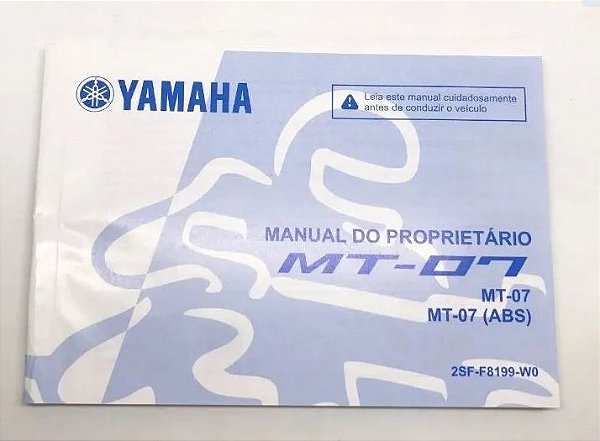 YAMAHA
Leia este manual cuidadosamente
antes de conduzir o veículo
MANUAL DO PROPRIETÁRIO
MT-07
MT-07
MT-07 (ABS)
2SF-F8199-W0